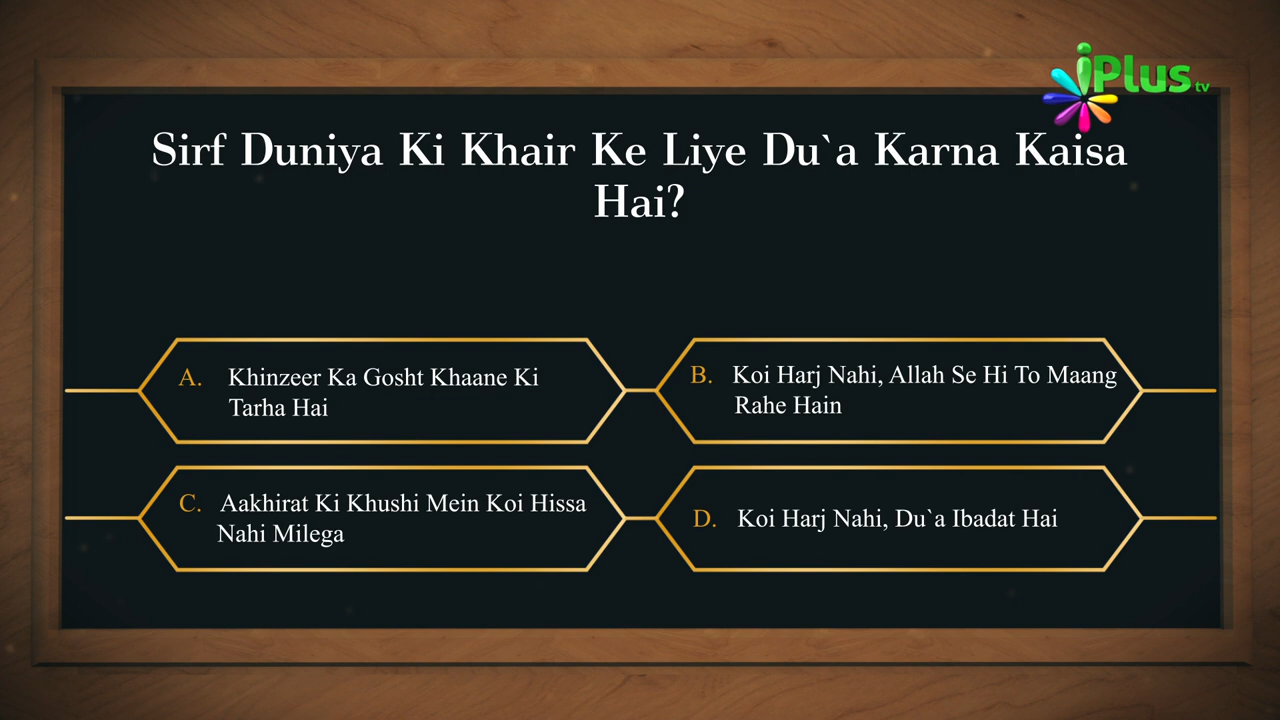 iPlus tv
Sirf Duniya Ki Khair Ke Liye Du`a Karna Kaisa
Hai?
A. Khinzeer Ka Gosht Khaane Ki
Tarha Hai
B. Koi Harj Nahi, Allah Se Hi To Maang
Rahe Hain
C. Aakhirat Ki Khushi Mein Koi Hissa
Nahi Milega
D. Koi Harj Nahi, Du`a Ibadat Hai